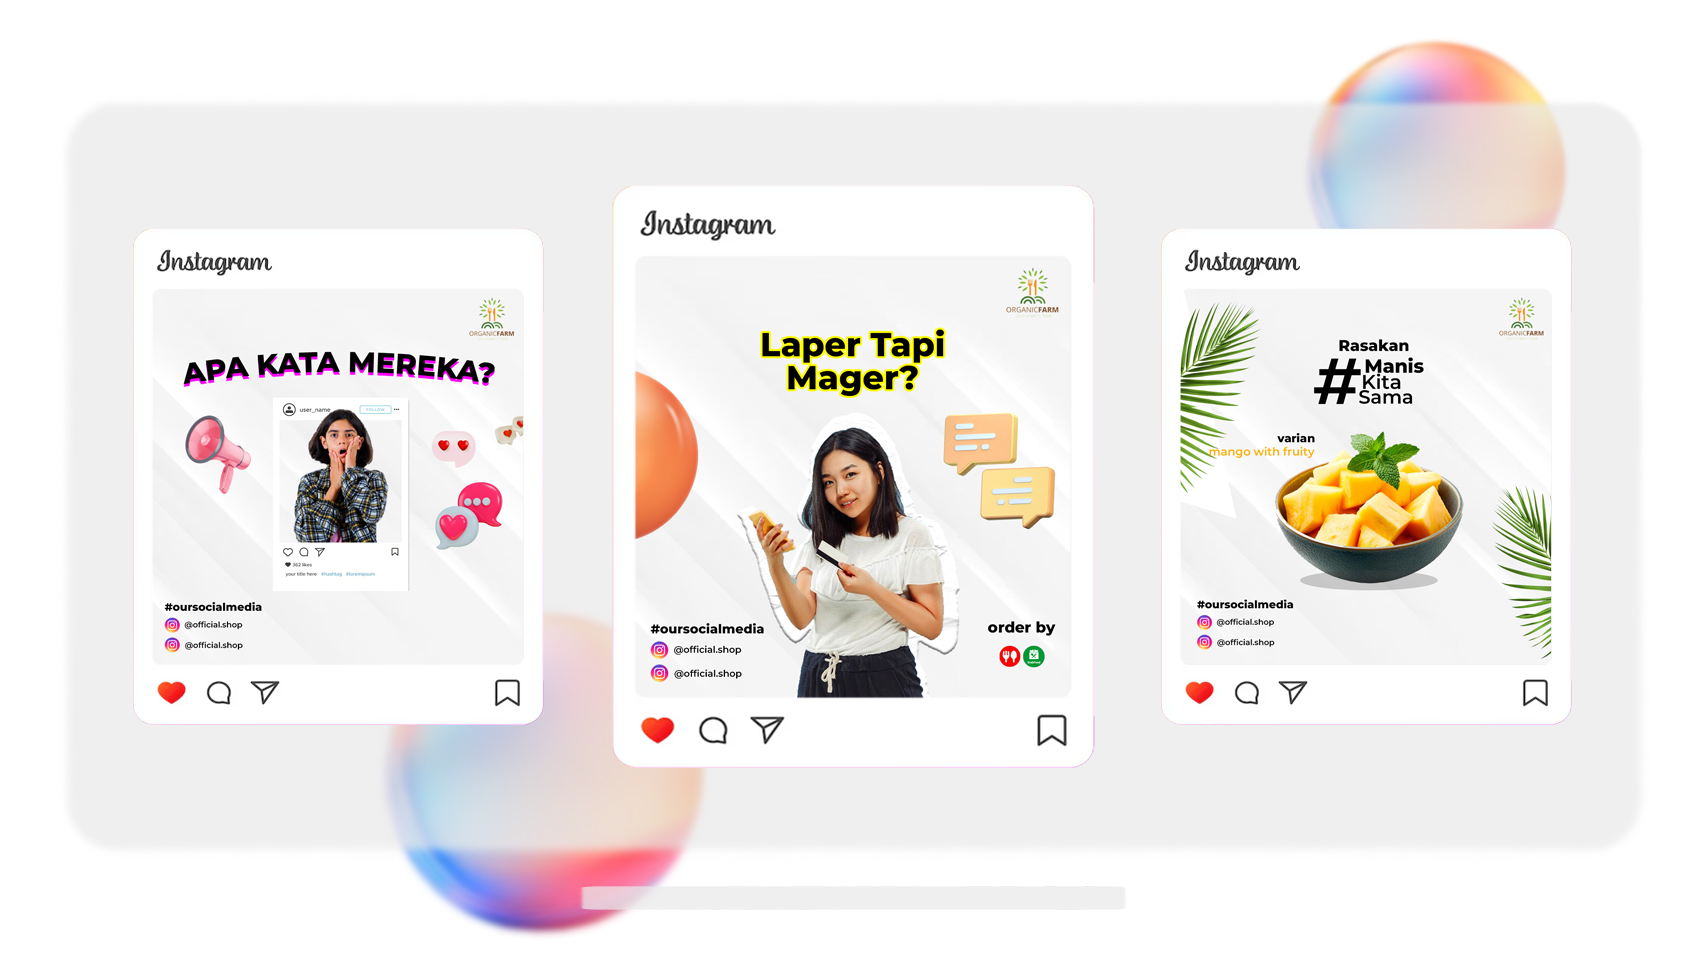 Instagram
ORGANICFARM
APA KATA MEREKA?
user_name
FOLLOW
362 likes
your title here #hashtag #loremipsum
#oursocialmedia
@official.shop
@official.shop
Instagram
ORGANICFARM
Laper Tapi
Mager?
#oursocialmedia
@official.shop
@official.shop
order by
Instagram
ORGANICFARM
Rasakan
#Manis
Kita
Sama
varian
mango with fruity
#oursocialmedia
@official.shop
@official.shop